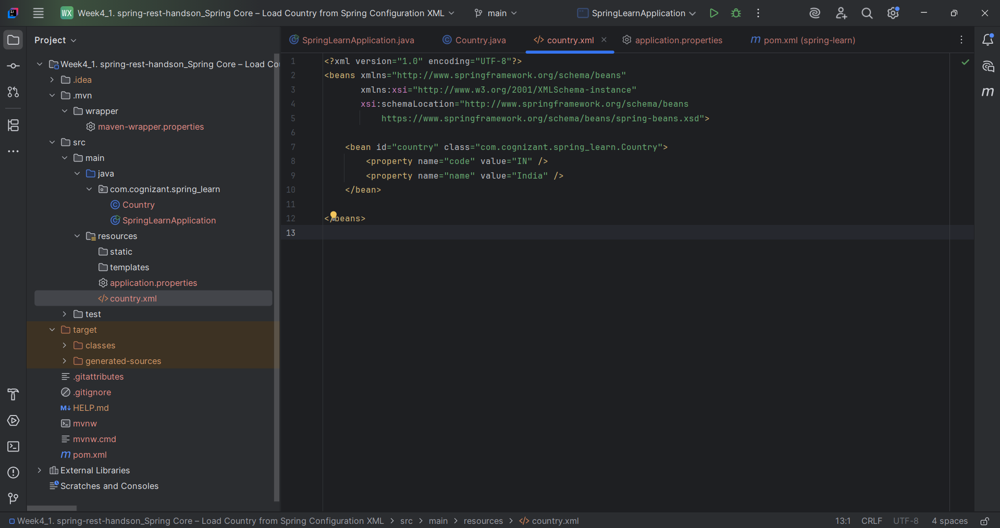 WX Week4_1. spring-rest-handson_Spring Core – Load Country from Spring Configuration XML main SpringLearnApplication
Project
SpringLearnApplication.java Country.java country.xml application.properties pom.xml (spring-learn)
Week4_1. spring-rest-handson_Spring Core – Load Cou
.idea
.mvn
wrapper
maven-wrapper.properties
src
main
java
com.cognizant.spring_learn
Country
SpringLearnApplication
resources
static
templates
application.properties
country.xml
test
target
classes
generated-sources
.gitattributes
.gitignore
HELP.md
mvnw
mvnw.cmd
pom.xml
External Libraries
Scratches and Consoles
1 <?xml version="1.0" encoding="UTF-8"?>
2 <beans xmlns="http://www.springframework.org/schema/beans"
3 xmlns:xsi="http://www.w3.org/2001/XMLSchema-instance"
4 xsi:schemaLocation="http://www.springframework.org/schema/beans
5 https://www.springframework.org/schema/beans/spring-beans.xsd">
6
7 <bean id="country" class="com.cognizant.spring_learn.Country">
8 <property name="code" value="IN" />
9 <property name="name" value="India" />
10 </bean>
11
12 </beans>
13
Week4_1. spring-rest-handson_Spring Core – Load Country from Spring Configuration XML > src > main > resources > country.xml 13:1 CRLF UTF-8 4 spaces